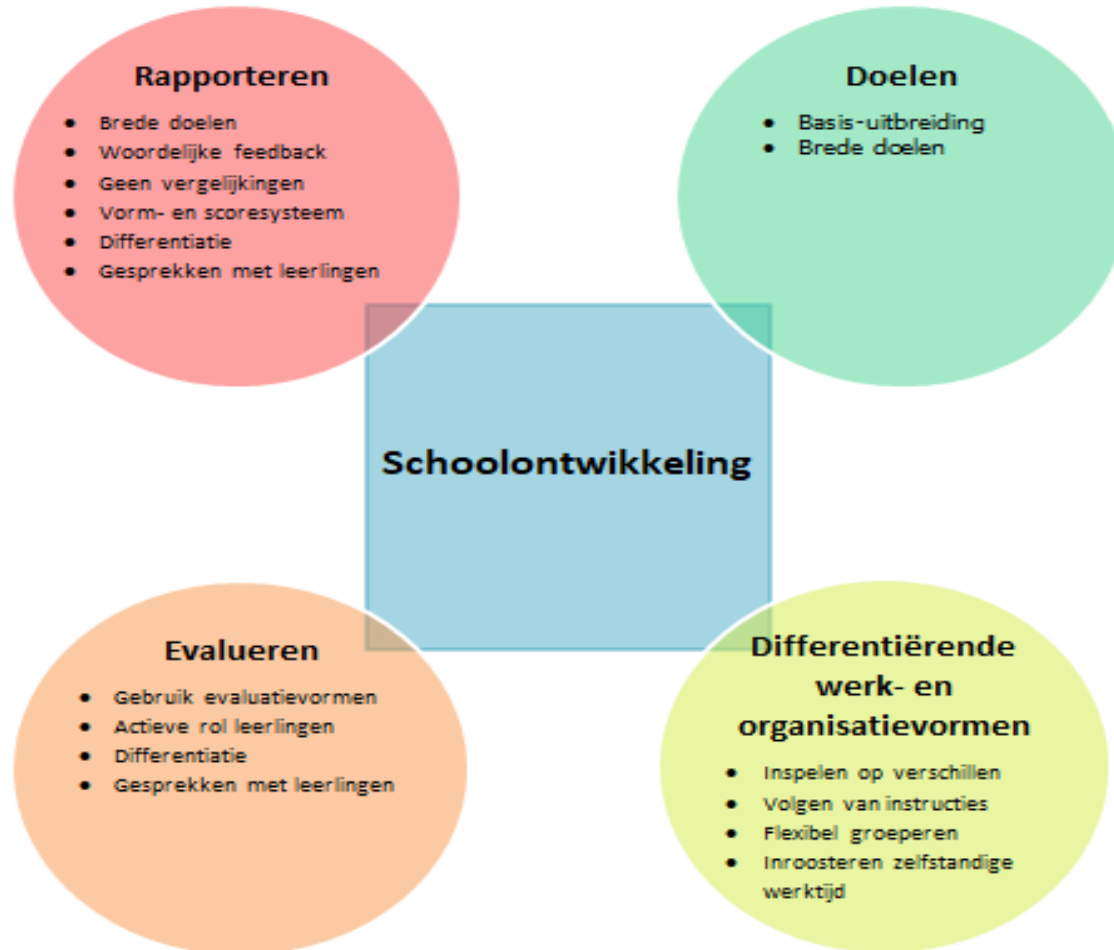 Rapporteren
• Brede doelen
• Woordelijke feedback
• Geen vergelijkingen
• Vorm- en scoresysteem
• Differentiatie
• Gesprekken met leerlingen
Doelen
• Basis-uitbreiding
• Brede doelen
Schoolontwikkeling
Evalueren
• Gebruik evaluatievormen
• Actieve rol leerlingen
• Differentiatie
• Gesprekken met leerlingen
Differentiërende
werk- en
organisatievormen
• Inspelen op verschillen
• Volgen van instructies
• Flexibel groeperen
• Inroosteren zelfstandige
werktijd